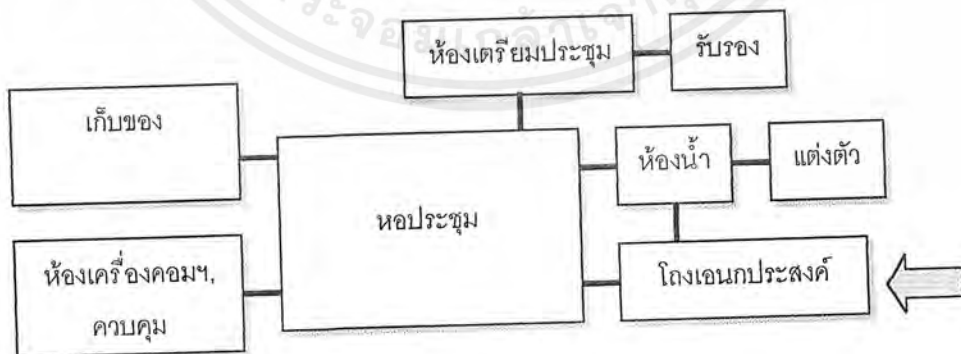 ห้องเตรียมประชุม
รับรอง
เก็บของ
ห้องน้ำ
แต่งตัว
หอประชุม
ห้องเครื่องคอมฯ,
ควบคุม
โถงเอนกประสงค์